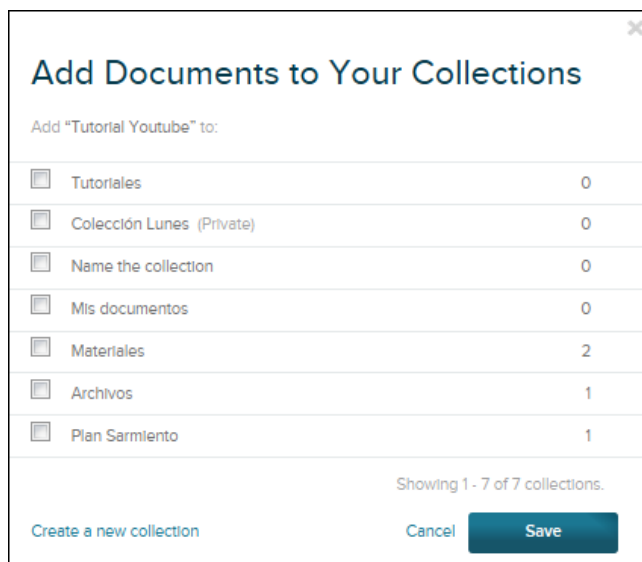 Add Documents to Your Collections
Add “Tutorial Youtube” to:
Tutoriales 0
Colección Lunes (Private) 0
Name the collection 0
Mis documentos 0
Materiales 2
Archivos 1
Plan Sarmiento 1
Showing 1 - 7 of 7 collections.
Create a new collection Cancel Save